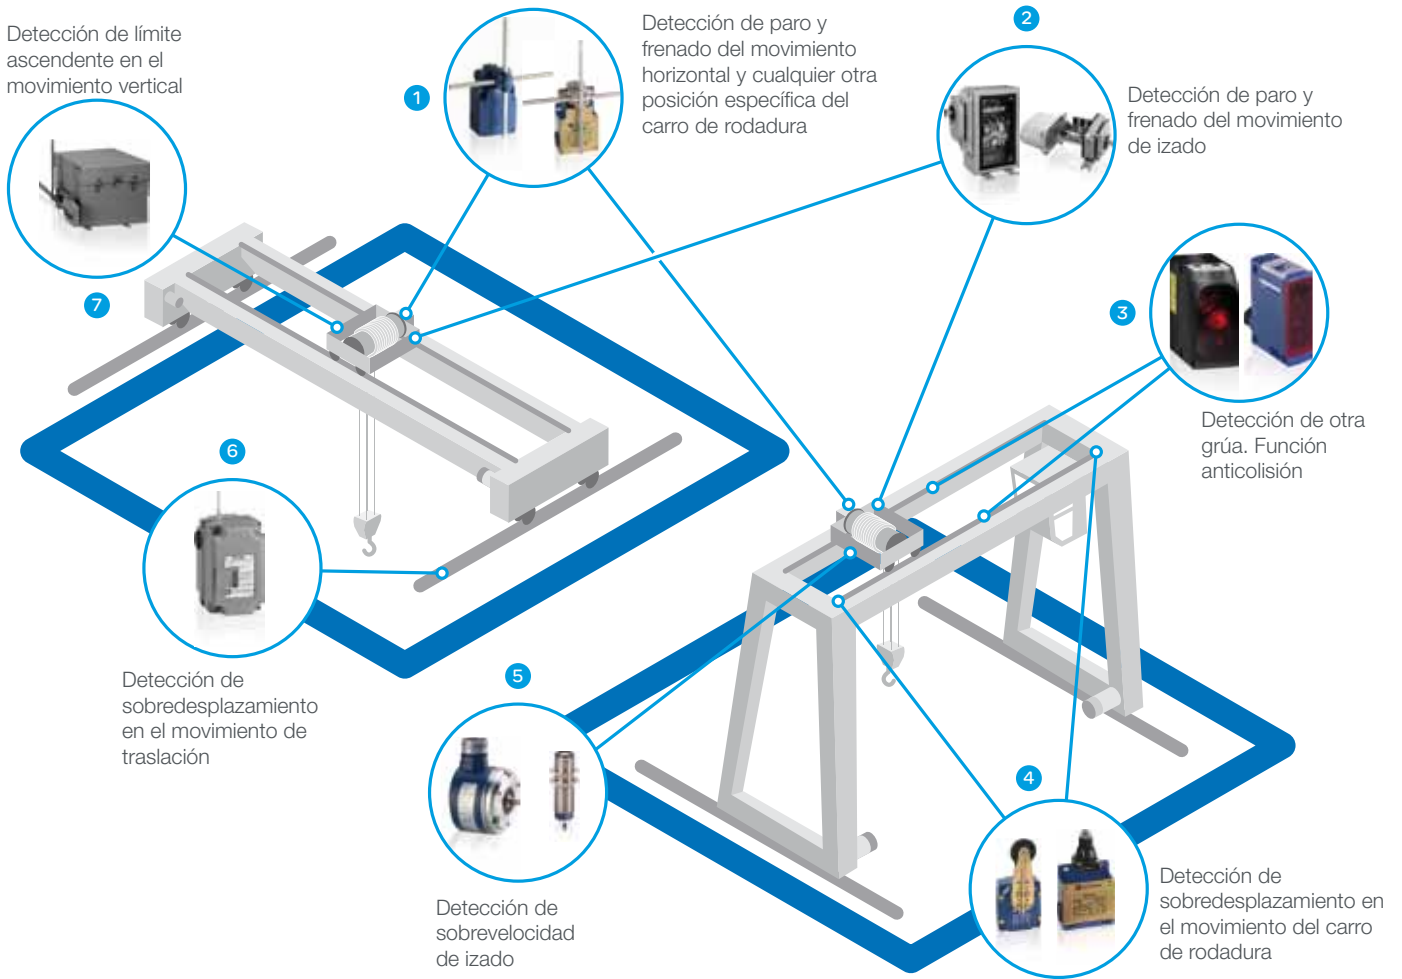 Detección de límite
ascendente en el
movimiento vertical
7
1
Detección de paro y
frenado del movimiento
horizontal y cualquier otra
posición específica del
carro de rodadura
2
Detección de paro y
frenado del movimiento
de izado
3
Detección de otra
grúa. Función
anticolisión
6
Detección de
sobredesplazamiento
en el movimiento de
traslación
5
Detección de
sobrevelocidad
de izado
4
Detección de
sobredesplazamiento en
el movimiento del carro
de rodadura